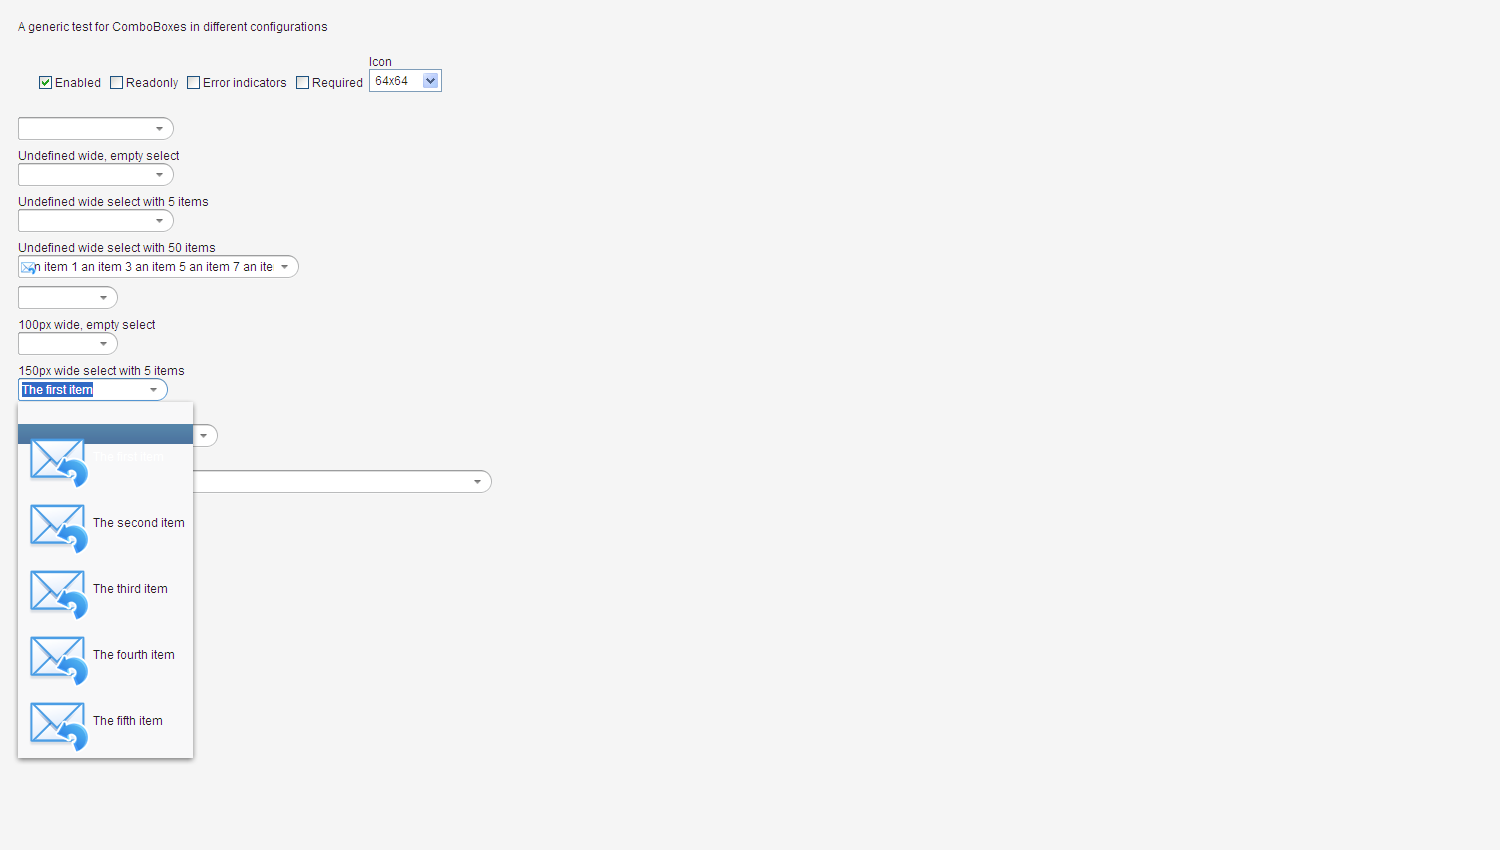 A generic test for ComboBoxes in different configurations
Icon
Enabled Readonly Error indicators Required 64x64
Undefined wide, empty select
Undefined wide select with 5 items
Undefined wide select with 50 items
n item 1 an item 3 an item 5 an item 7 an ite
100px wide, empty select
150px wide select with 5 items
The first item
The first item
The second item
The third item
The fourth item
The fifth item